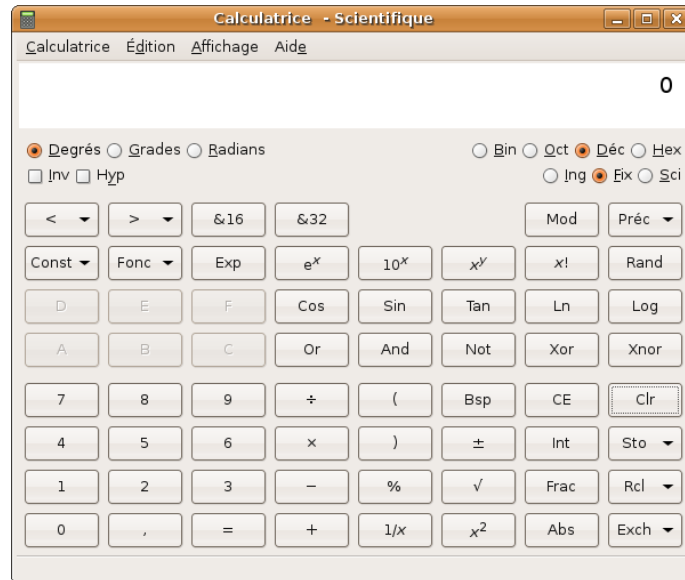 Calculatrice - Scientifique
Calculatrice Édition Affichage Aide
0
Degrés Grades Radians Bin Oct Déc Hex
Inv Hyp Ing Fix Sci
< > &16 &32 Mod Préc
Const Fonc Exp eˣ 10ˣ xʸ x! Rand
D E F Cos Sin Tan Ln Log
A B C Or And Not Xor Xnor
7 8 9 ÷ ( Bsp CE Clr
4 5 6 × ) ± Int Sto
1 2 3 − % √ Frac Rcl
0 , = + 1/x x² Abs Exch